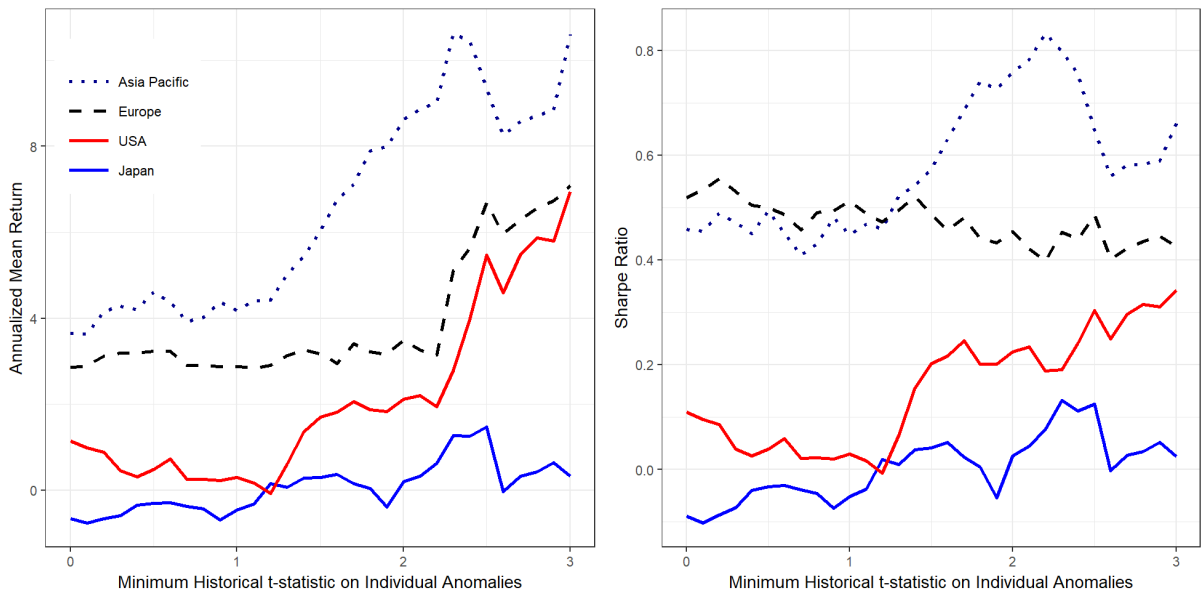 Annualized Mean Return
8
4
0
Asia Pacific
Europe
USA
Japan
0
1
2
3
Minimum Historical t-statistic on Individual Anomalies
Sharpe Ratio
0.8
0.6
0.4
0.2
0.0
0
1
2
3
Minimum Historical t-statistic on Individual Anomalies